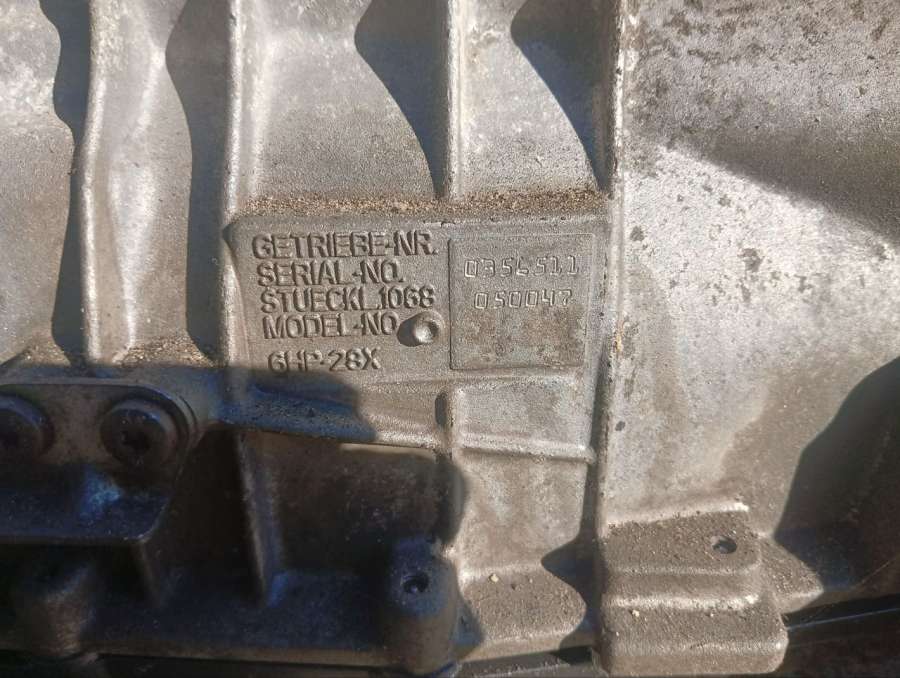 GETRIEBE-NR.
SERIAL-NO.
STUECKL.1068
MODEL-NO
6HP-28X
0356511
050047